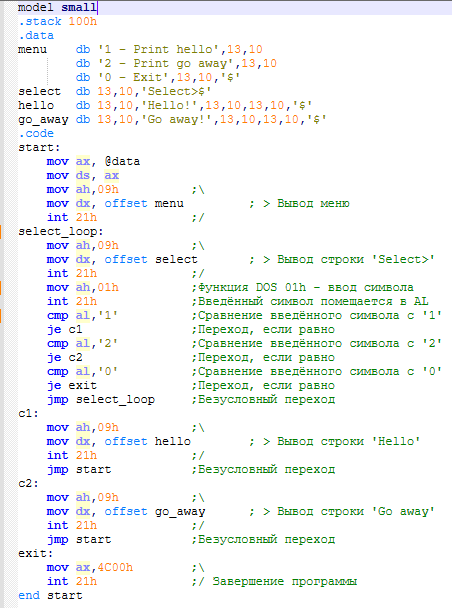 model small
.stack 100h
.data
menu    db '1 - Print hello',13,10
        db '2 - Print go away',13,10
        db '0 - Exit',13,10,'$'
select  db 13,10,'Select>$'
hello   db 13,10,'Hello!',13,10,13,10,'$'
go_away db 13,10,'Go away!',13,10,13,10,'$'
.code
start:
    mov ax, @data
    mov ds, ax
    mov ah,09h          ;\
    mov dx, offset menu         ; > Вывод меню
    int 21h             ;/
select_loop:
    mov ah,09h          ;\
    mov dx, offset select       ; > Вывод строки 'Select>'
    int 21h             ;/
    mov ah,01h          ;Функция DOS 01h - ввод символа
    int 21h             ;Введённый символ помещается в AL
    cmp al,'1'          ;Сравнение введённого символа с '1'
    je c1               ;Переход, если равно
    cmp al,'2'          ;Сравнение введённого символа с '2'
    je c2               ;Переход, если равно
    cmp al,'0'          ;Сравнение введённого символа с '0'
    je exit             ;Переход, если равно
    jmp select_loop     ;Безусловный переход
c1:
    mov ah,09h          ;\
    mov dx, offset hello        ; > Вывод строки 'Hello'
    int 21h             ;/
    jmp start           ;Безусловный переход
c2:
    mov ah,09h          ;\
    mov dx, offset go_away      ; > Вывод строки 'Go away'
    int 21h             ;/
    jmp start           ;Безусловный переход
exit:
    mov ax,4C00h        ;\
    int 21h             ;/ Завершение программы
end start